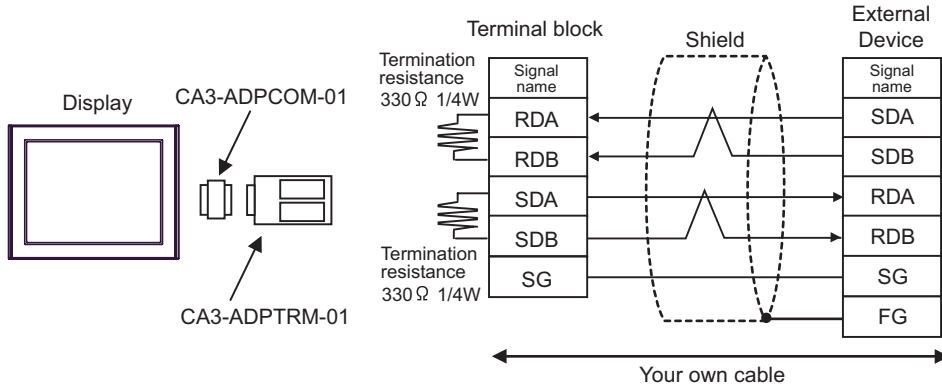 Display
CA3-ADPCOM-01
CA3-ADPTRM-01
Terminal block
Shield
External
Device
Termination
resistance
330 Ω 1/4W
Signal
name
RDA
RDB
SDA
SDB
SG
Termination
resistance
330 Ω 1/4W
Signal
name
SDA
SDB
RDA
RDB
SG
FG
Your own cable